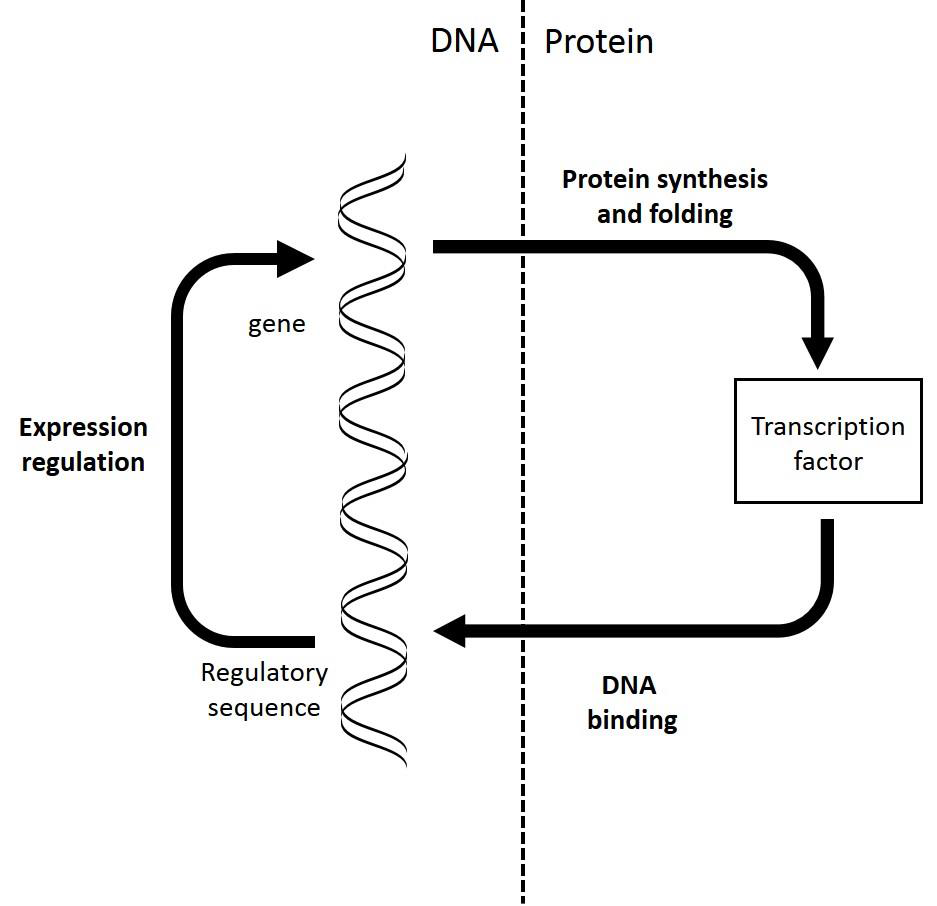 DNA
Protein
Protein synthesis
and folding
gene
Expression
regulation
Transcription
factor
Regulatory
sequence
DNA
binding